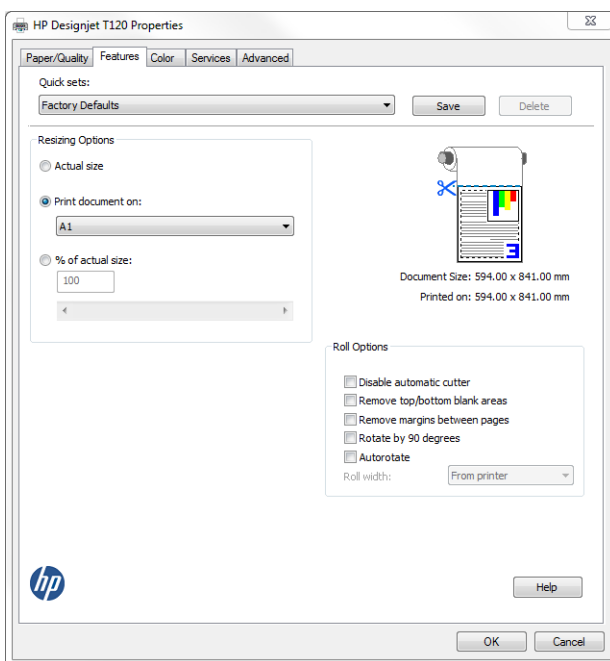 HP Designjet T120 Properties
Paper/Quality Features Color Services Advanced
Quick sets:
Factory Defaults Save Delete
Resizing Options
Actual size
Print document on:
A1
% of actual size:
100
3
Document Size: 594.00 x 841.00 mm
Printed on: 594.00 x 841.00 mm
Roll Options
Disable automatic cutter
Remove top/bottom blank areas
Remove margins between pages
Rotate by 90 degrees
Autorotate
Roll width: From printer
hp
Help
OK Cancel